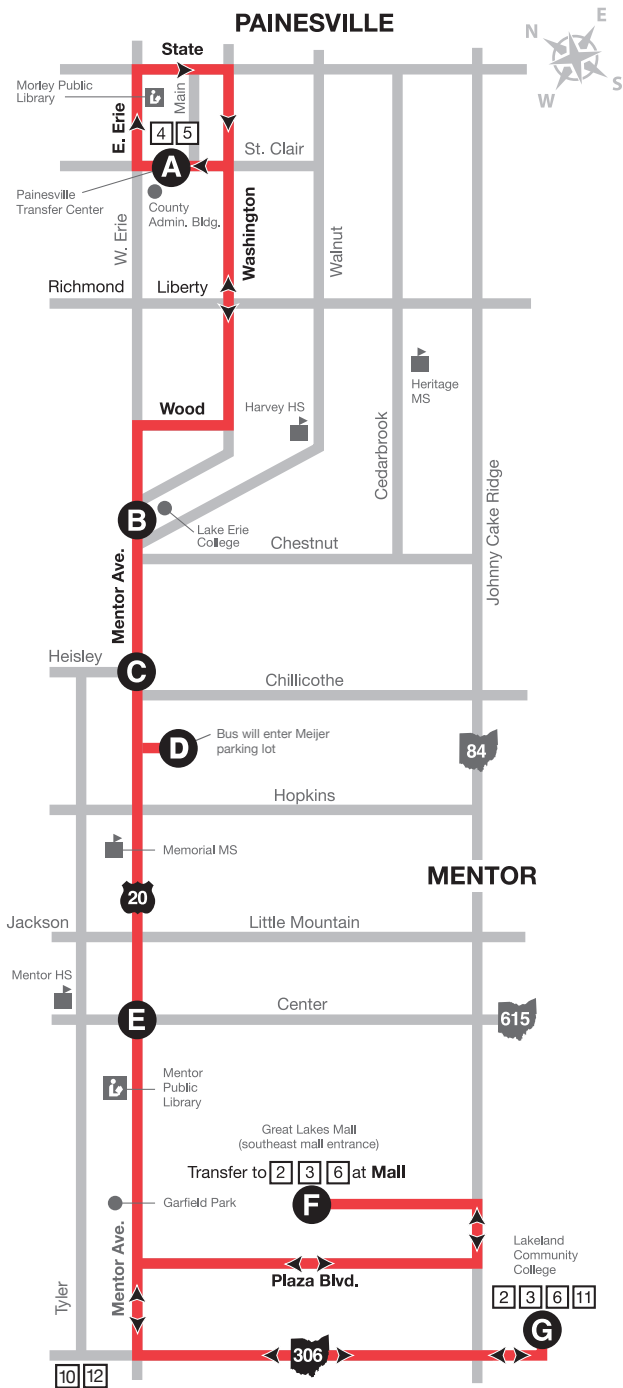 PAINESVILLE
N
E
S
W
State
Morley Public
Library
Main
E. Erie
4 5
St. Clair
A
Painesville
Transfer Center
County
Admin. Bldg.
W. Erie
Washington
Walnut
Richmond
Liberty
Wood
Harvey HS
Heritage
MS
Cedarbrook
Johnny Cake Ridge
B
Lake Erie
College
Chestnut
Mentor Ave.
Heisley
C
Chillicothe
D
Bus will enter Meijer
parking lot
84
Hopkins
Memorial MS
MENTOR
20
Jackson
Little Mountain
Mentor HS
E
Center
615
Mentor
Public
Library
Great Lakes Mall
(southeast mall entrance)
Transfer to 2 3 6 at Mall
F
Garfield Park
Mentor Ave.
Plaza Blvd.
Lakeland
Community
College
2 3 6 11
G
Tyler
306
10 12